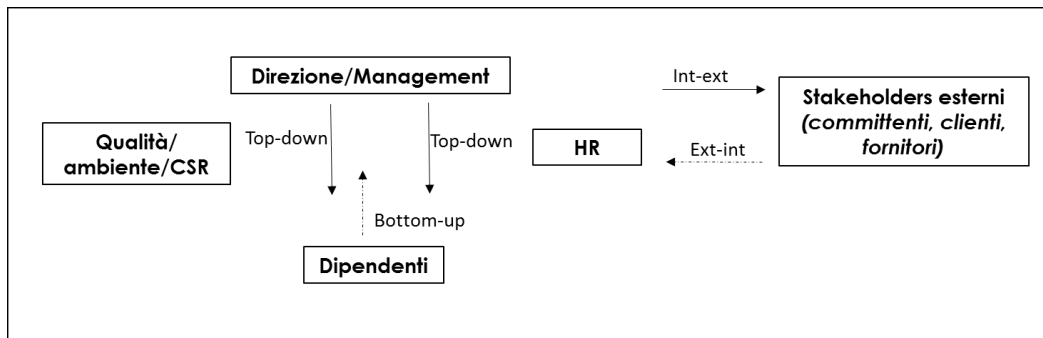 Direzione/Management
Int-ext
Stakeholders esterni
(committenti, clienti,
fornitori)
Qualità/
ambiente/CSR
Top-down
Top-down
HR
Ext-int
Bottom-up
Dipendenti